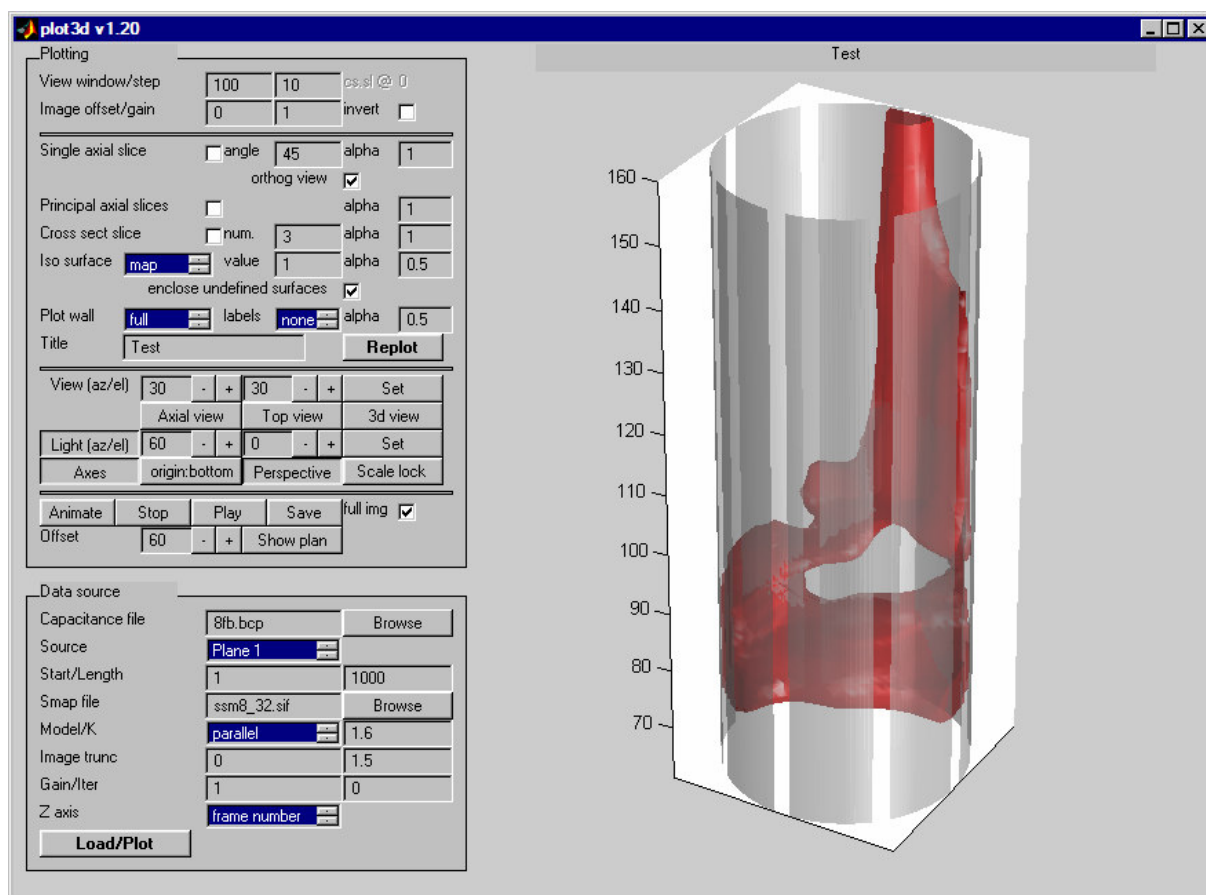 plot3d v1.20
Plotting
View window/step 100 10 cs.sl @ 0
Image offset/gain 0 1 invert
Single axial slice angle 45 alpha 1
orthog view
Principal axial slices alpha 1
Cross sect slice num. 3 alpha 1
Iso surface map value 1 alpha 0.5
enclose undefined surfaces
Plot wall full labels none alpha 0.5
Title Test Replot
View (az/el) 30 - + 30 - + Set
Axial view Top view 3d view
Light (az/el) 60 - + 0 - + Set
Axes origin:bottom Perspective Scale lock
Animate Stop Play Save full img
Offset 60 - + Show plan
Data source
Capacitance file 8fb.bcp Browse
Source Plane 1
Start/Length 1 1000
Smap file ssm8_32.sif Browse
Model/K parallel 1.6
Image trunc 0 1.5
Gain/Iter 1 0
Z axis frame number
Load/Plot
Test
160
150
140
130
120
110
100
90
80
70